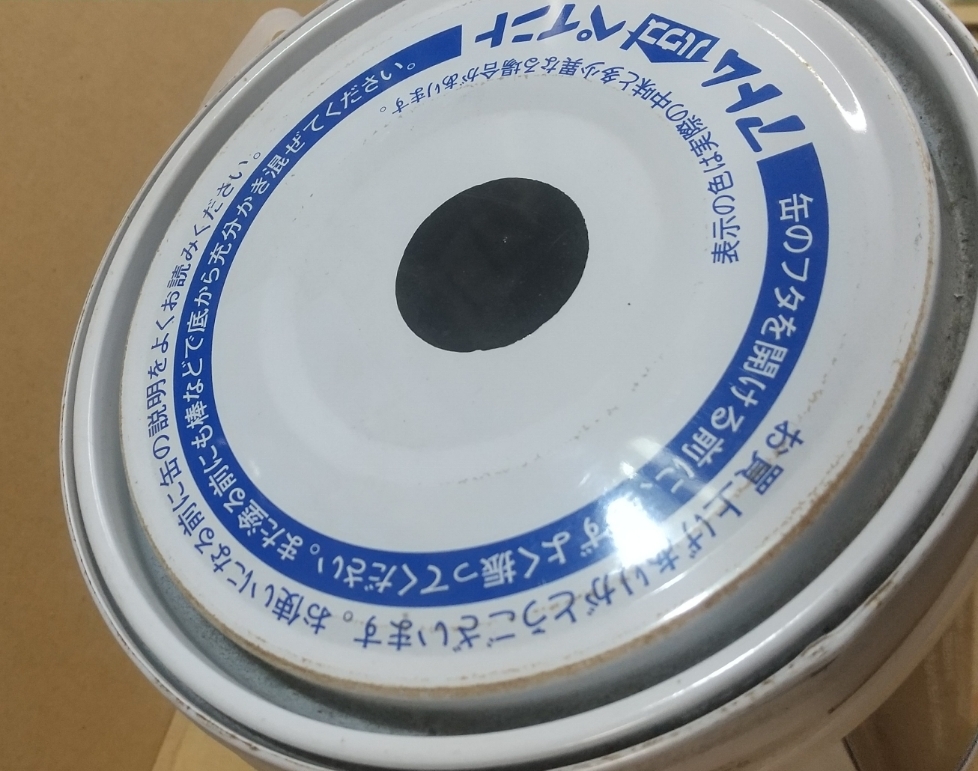 アトムハウスペイント
表示の色は実際の中味と多少異なる場合があります。
缶のフタを開ける前に、 ずよく振ってください。また塗る前にも棒などで底から充分かき混ぜてください。
お買上げありがとうございます。お使いになる前に缶の説明をよくお読みください。